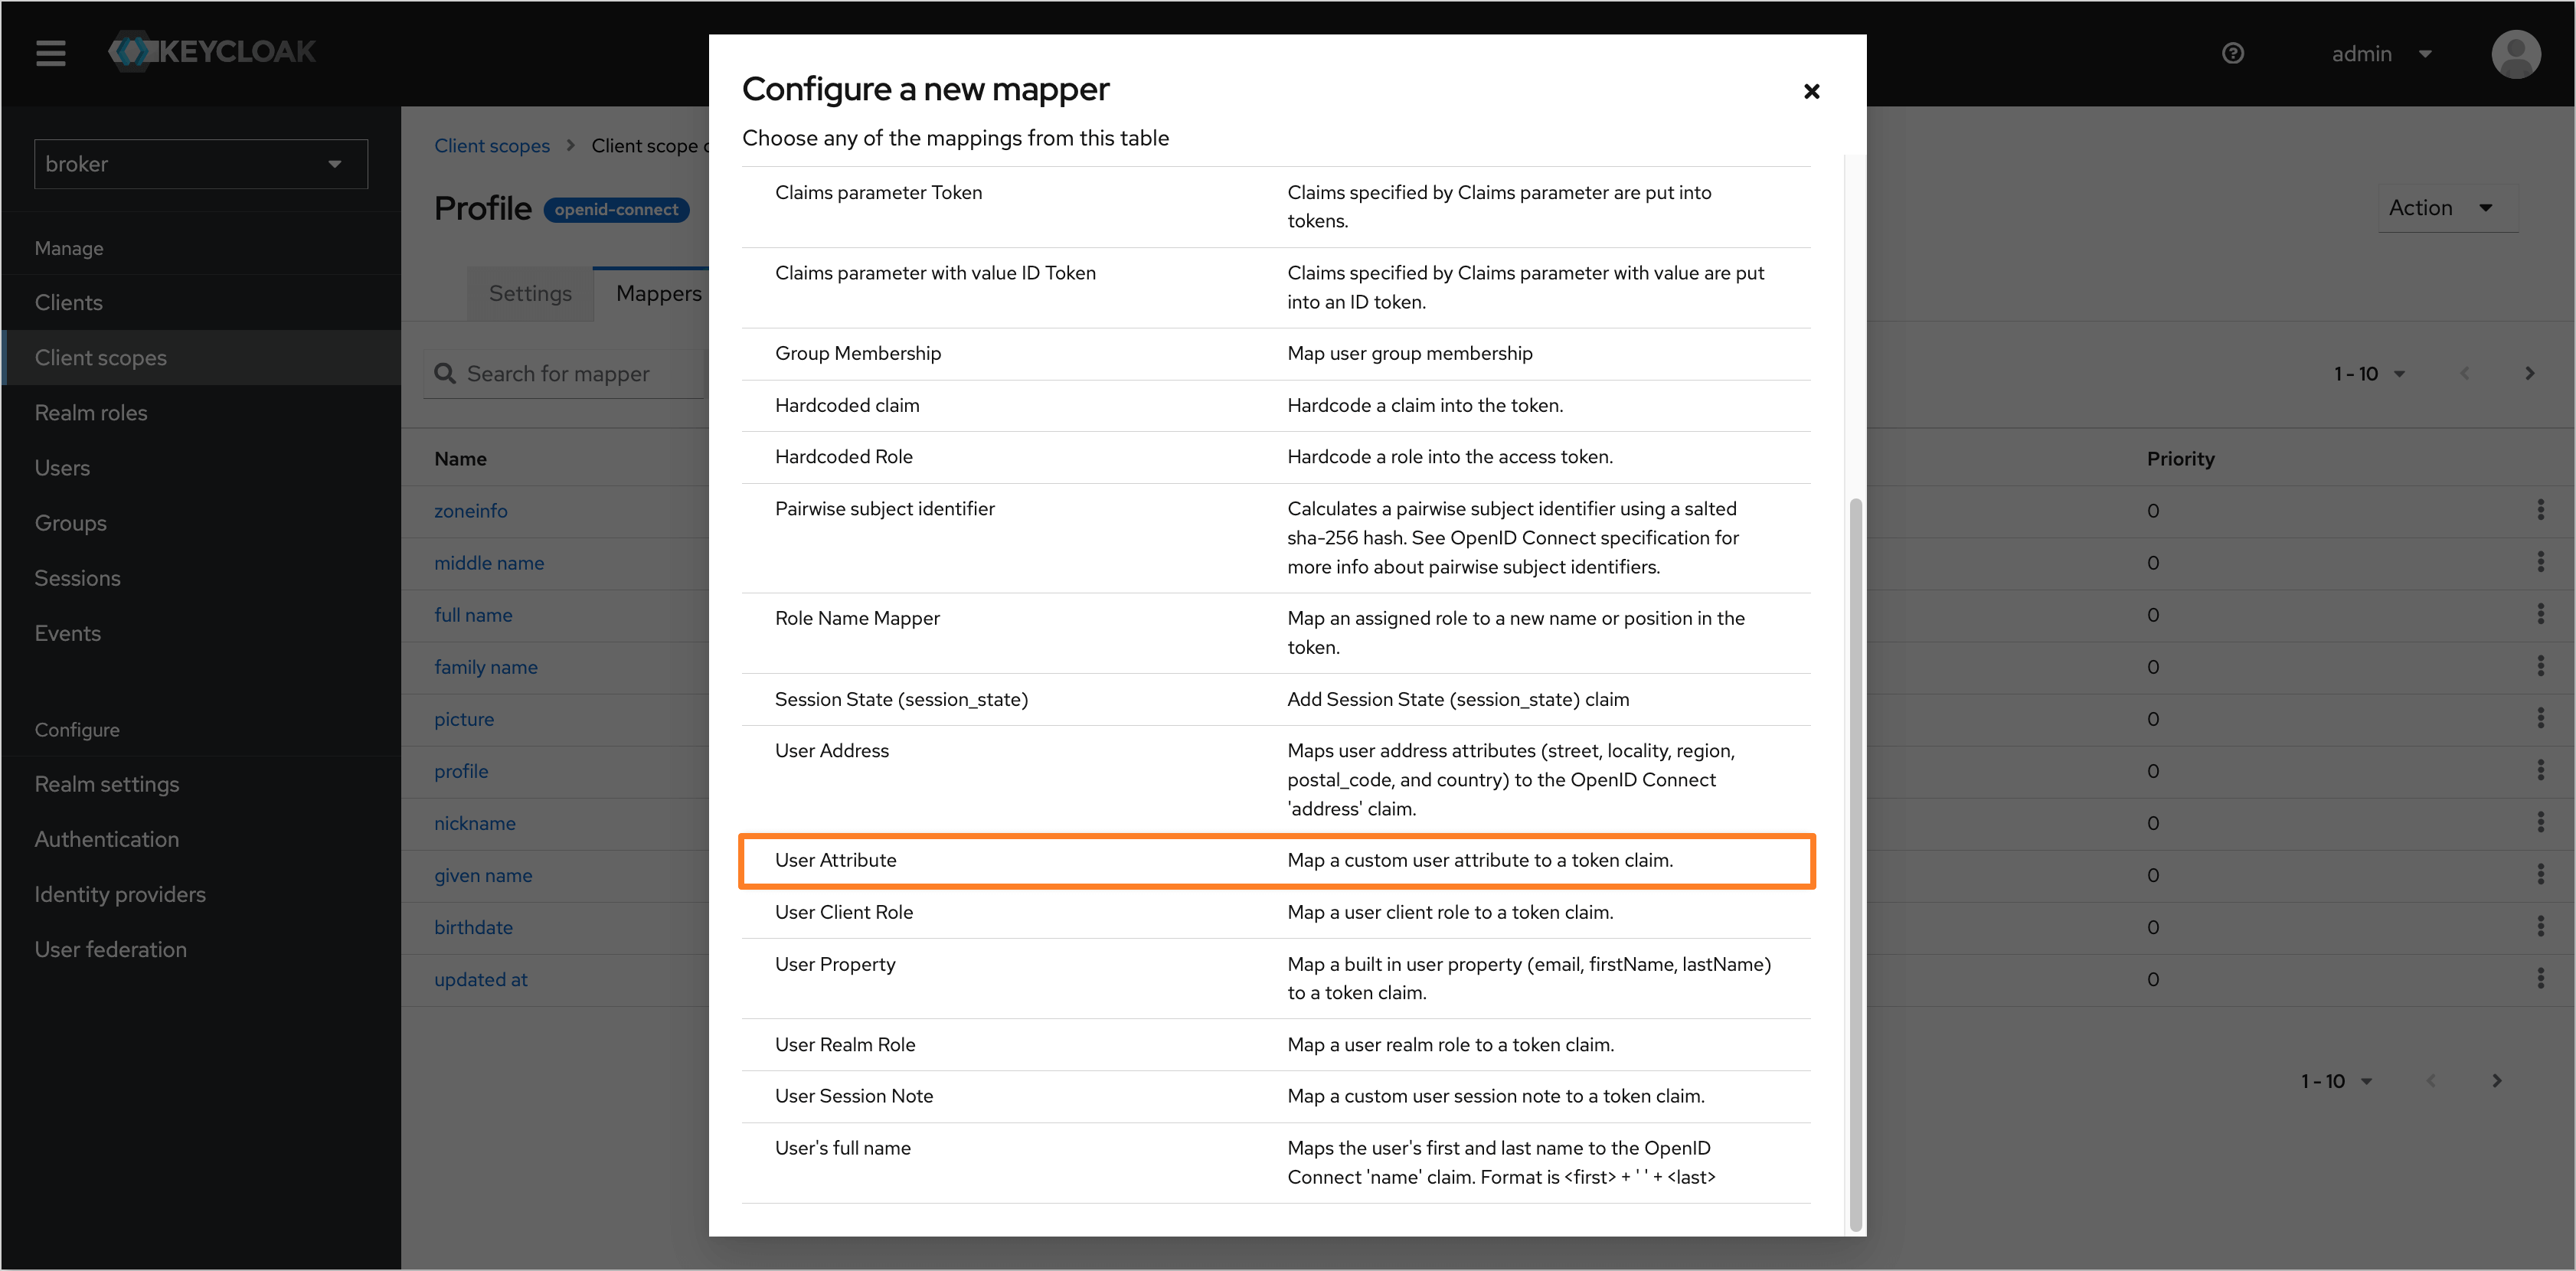 KEYCLOAK
admin
broker
Manage
Clients
Client scopes
Realm roles
Users
Groups
Sessions
Events
Configure
Realm settings
Authentication
Identity providers
User federation
Client scopes
Client scope
Profile
openid-connect
Action
Settings
Mappers
Search for mapper
1 - 10
Name
Priority
zoneinfo
0
middle name
0
full name
0
family name
0
picture
0
profile
0
nickname
0
given name
0
birthdate
0
updated at
0
1 - 10
Configure a new mapper
Choose any of the mappings from this table
Claims parameter Token
Claims specified by Claims parameter are put into
tokens.
Claims parameter with value ID Token
Claims specified by Claims parameter with value are put
into an ID token.
Group Membership
Map user group membership
Hardcoded claim
Hardcode a claim into the token.
Hardcoded Role
Hardcode a role into the access token.
Pairwise subject identifier
Calculates a pairwise subject identifier using a salted
sha-256 hash. See OpenID Connect specification for
more info about pairwise subject identifiers.
Role Name Mapper
Map an assigned role to a new name or position in the
token.
Session State (session_state)
Add Session State (session_state) claim
User Address
Maps user address attributes (street, locality, region,
postal_code, and country) to the OpenID Connect
'address' claim.
User Attribute
Map a custom user attribute to a token claim.
User Client Role
Map a user client role to a token claim.
User Property
Map a built in user property (email, firstName, lastName)
to a token claim.
User Realm Role
Map a user realm role to a token claim.
User Session Note
Map a custom user session note to a token claim.
User's full name
Maps the user's first and last name to the OpenID
Connect 'name' claim. Format is <first> + ' ' + <last>